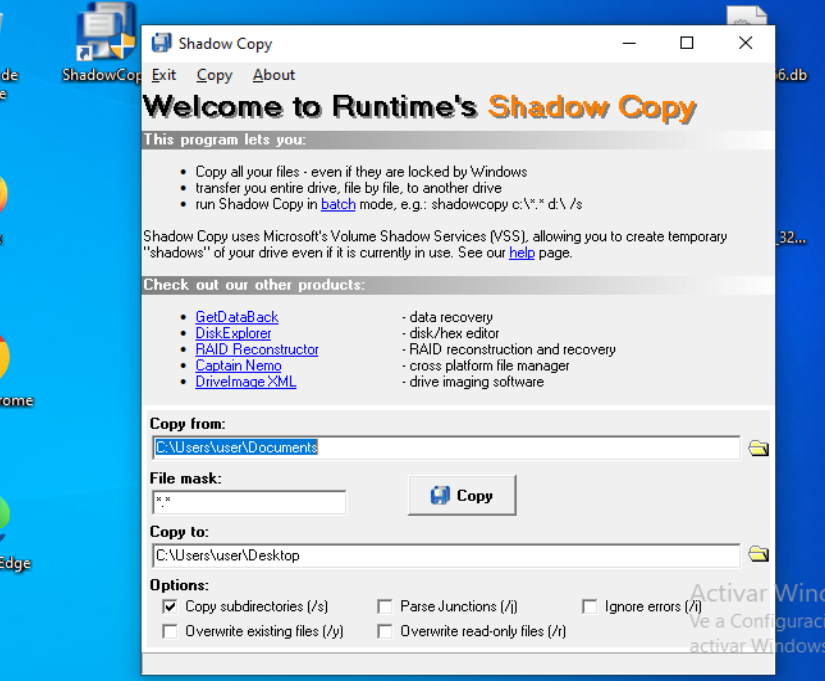 de
e
ShadowCop
Shadow Copy
6.db
Exit Copy About
Welcome to Runtime's Shadow Copy
This program lets you:
• Copy all your files - even if they are locked by Windows
• transfer you entire drive, file by file, to another drive
• run Shadow Copy in batch mode, e.g.: shadowcopy c:\*.* d:\ /s
_32...
Shadow Copy uses Microsoft's Volume Shadow Services (VSS), allowing you to create temporary
"shadows" of your drive even if it is currently in use. See our help page.
Check out our other products:
• GetDataBack - data recovery
• DiskExplorer - disk/hex editor
• RAID Reconstructor - RAID reconstruction and recovery
• Captain Nemo - cross platform file manager
• DriveImage XML - drive imaging software
rome
Copy from:
C:\Users\user\Documents
File mask:
*.*
Copy
Copy to:
C:\Users\user\Desktop
Edge
Options:
Copy subdirectories (/s) Parse Junctions (/j) Ignore errors (/i)
Overwrite existing files (/y) Overwrite read-only files (/r)
Activar Wind
Ve a Configuraci
activar Windows